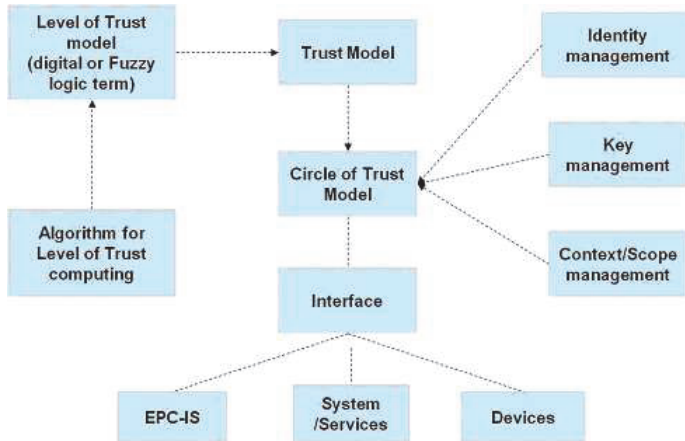 Level of Trust
model
(digital or Fuzzy
logic term)
Trust Model
Identity
management
Circle of Trust
Model
Key
management
Algorithm for
Level of Trust
computing
Context/Scope
management
Interface
EPC-IS
System
/Services
Devices